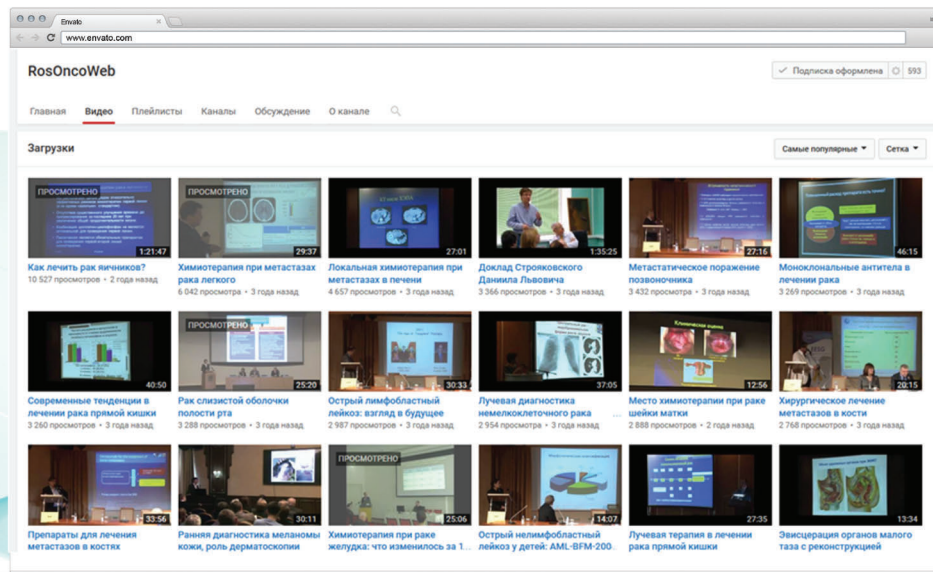 Envato
www.envato.com
RosOncoWeb
Подписка оформлена 593
Главная Видео Плейлисты Каналы Обсуждение О канале
Загрузки
Самые популярные Сетка
ПРОСМОТРЕНО ПРОСМОТРЕНО
1:21:47 29:37 27:01 1:35:25 27:16 46:15
Как лечить рак яичников? Химиотерапия при метастазах Локальная химиотерапия при Доклад Строяковского Метастатическое поражение Моноклональные антитела в
10 527 просмотров • 2 года назад рака легкого метастазах в печени Даниила Львовича позвоночника лечении рака
6 042 просмотра • 3 года назад 4 657 просмотров • 3 года назад 3 366 просмотров • 3 года назад 3 432 просмотра • 3 года назад 3 269 просмотров • 3 года назад
ПРОСМОТРЕНО Клиническая оценка
40:50 25:20 30:33 37:05 12:56 20:15
Современные тенденции в Рак слизистой оболочки Острый лимфобластный Лучевая диагностика Место химиотерапии при раке Хирургическое лечение
лечении рака прямой кишки полости рта лейкоз: взгляд в будущее немелкоклеточного рака ... шейки матки метастазов в кости
3 260 просмотров • 3 года назад 3 288 просмотров • 3 года назад 2 987 просмотров • 3 года назад 2 954 просмотра • 3 года назад 2 888 просмотров • 2 года назад 2 768 просмотров • 3 года назад
ПРОСМОТРЕНО
33:56 30:11 25:06 14:07 27:35 13:34
Препараты для лечения Ранняя диагностика меланомы Химиотерапия при раке Острый нелимфобластный Лучевая терапия в лечении Эвисцерация органов малого
метастазов в костях кожи, роль дерматоскопии желудка: что изменилось за 1... лейкоз у детей: AML-BFM-200... рака прямой кишки таза с реконструкцией